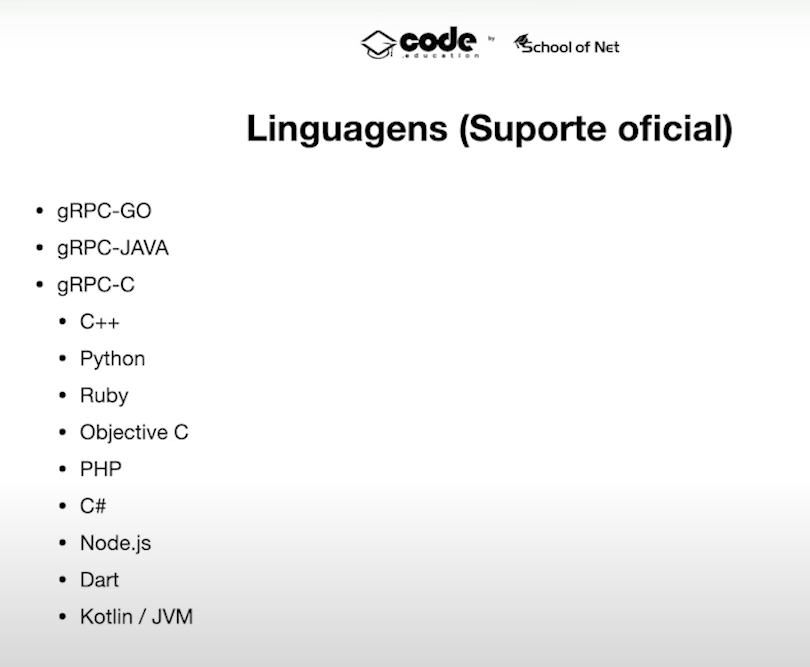 code by School of Net
.education
Linguagens (Suporte oficial)
• gRPC-GO
• gRPC-JAVA
• gRPC-C
• C++
• Python
• Ruby
• Objective C
• PHP
• C#
• Node.js
• Dart
• Kotlin / JVM